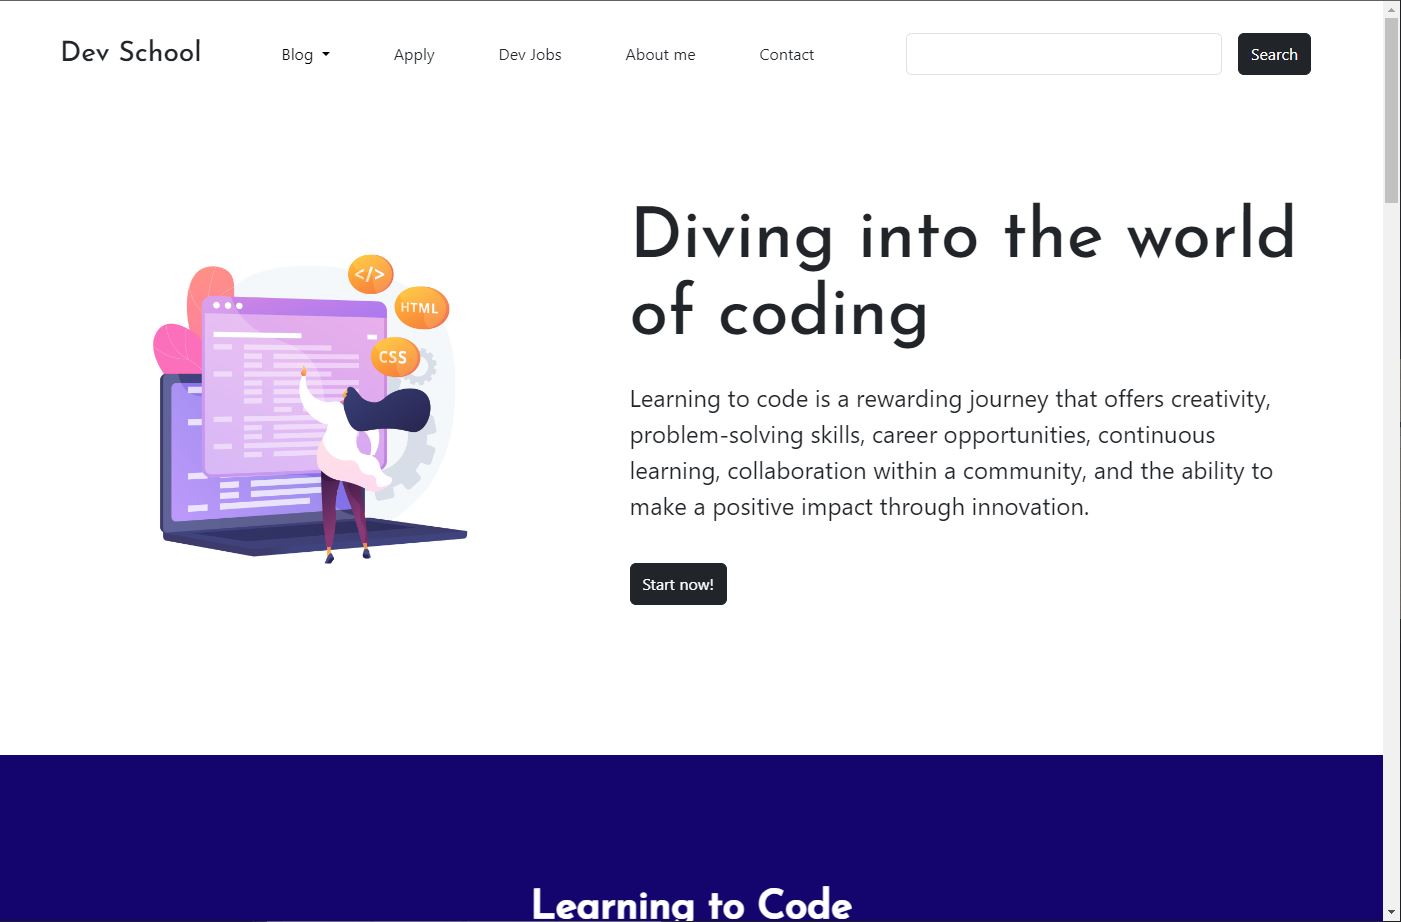 Dev School
Blog
Apply
Dev Jobs
About me
Contact
Search
Diving into the world
of coding
Learning to code is a rewarding journey that offers creativity,
problem-solving skills, career opportunities, continuous
learning, collaboration within a community, and the ability to
make a positive impact through innovation.
Start now!
</>
HTML
CSS
Learning to Code